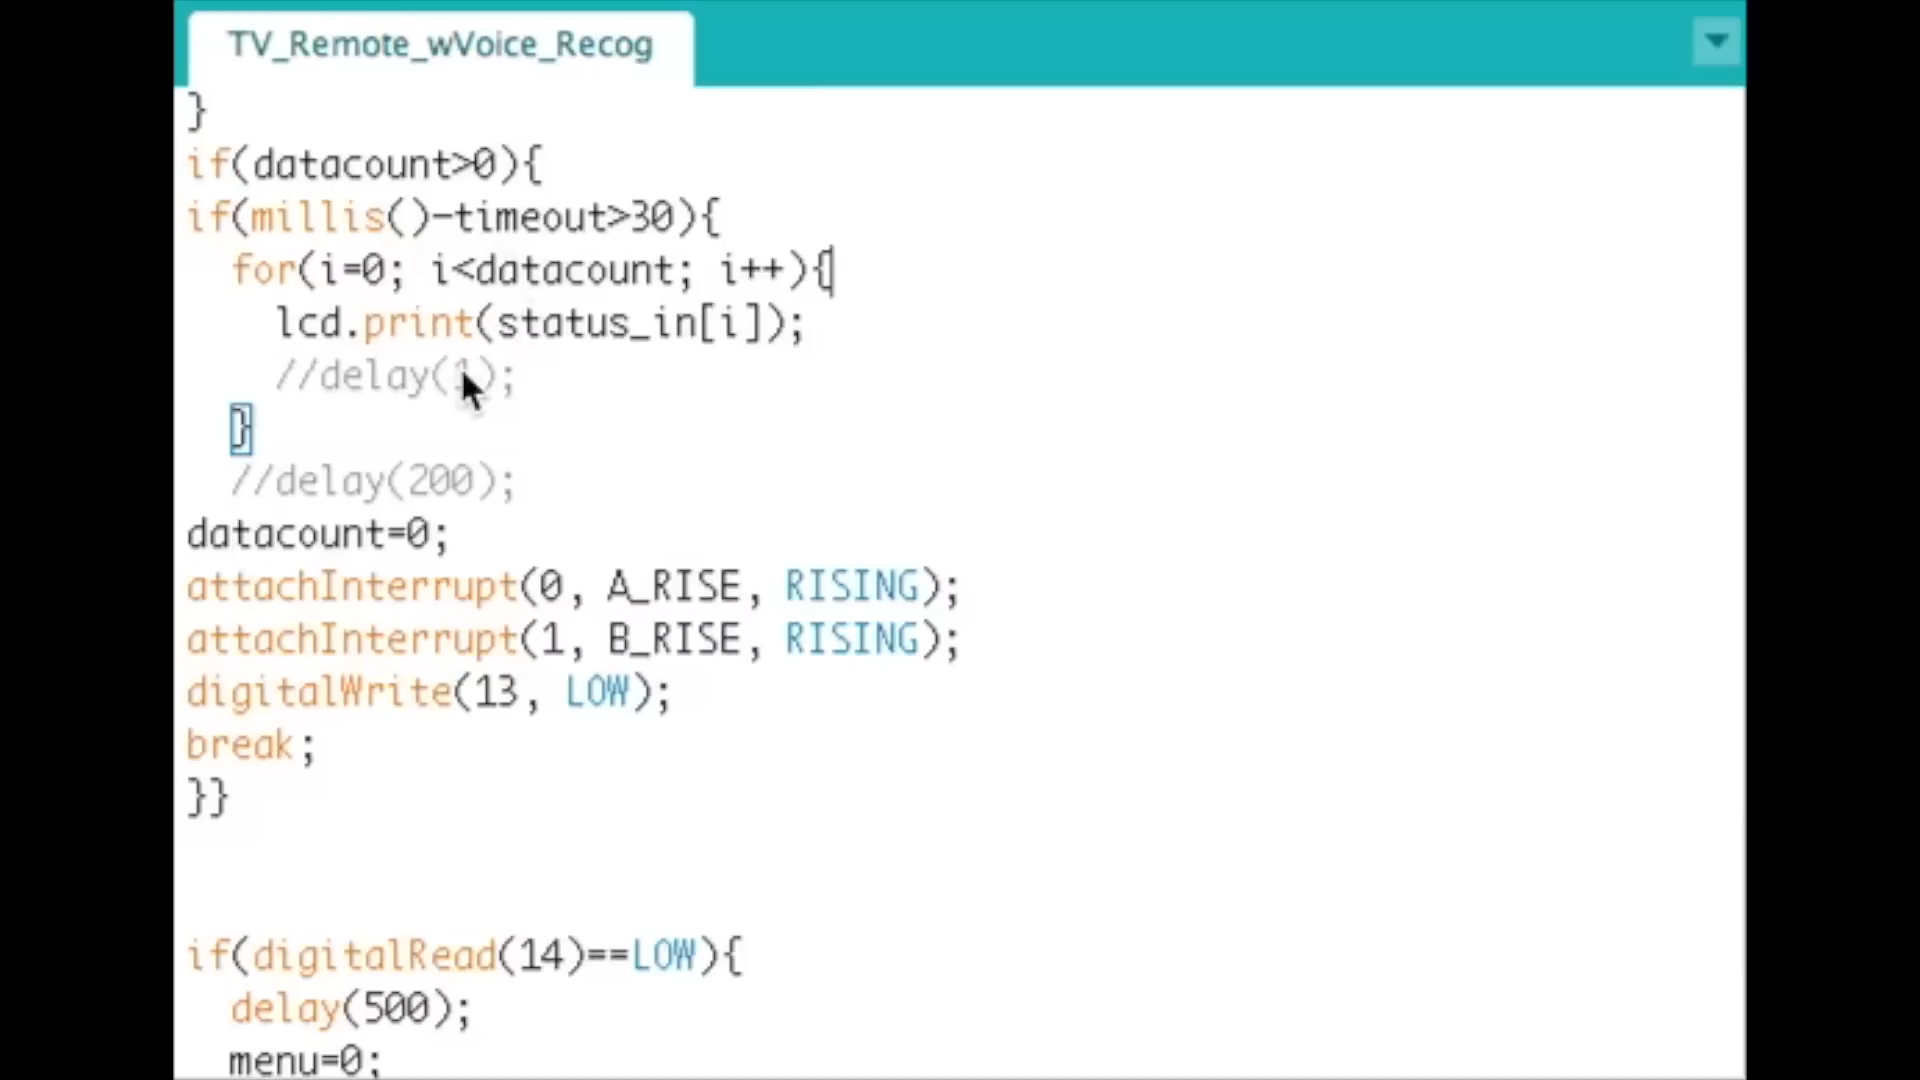 TV_Remote_wVoice_Recog
}
if(datacount>0){
if(millis()-timeout>30){
  for(i=0; i<datacount; i++){
    lcd.print(status_in[i]);
    //delay(1);
  }
  //delay(200);
datacount=0;
attachInterrupt(0, A_RISE, RISING);
attachInterrupt(1, B_RISE, RISING);
digitalWrite(13, LOW);
break;
}}
if(digitalRead(14)==LOW){
  delay(500);
  menu=0;